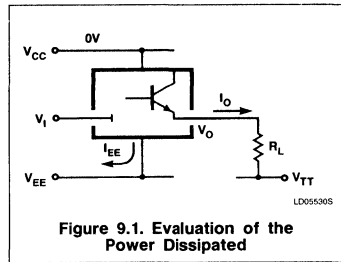 0V
VCC
IO
VI
VO
IEE
RL
VEE
VTT
LD05530S
Figure 9.1. Evaluation of the
Power Dissipated